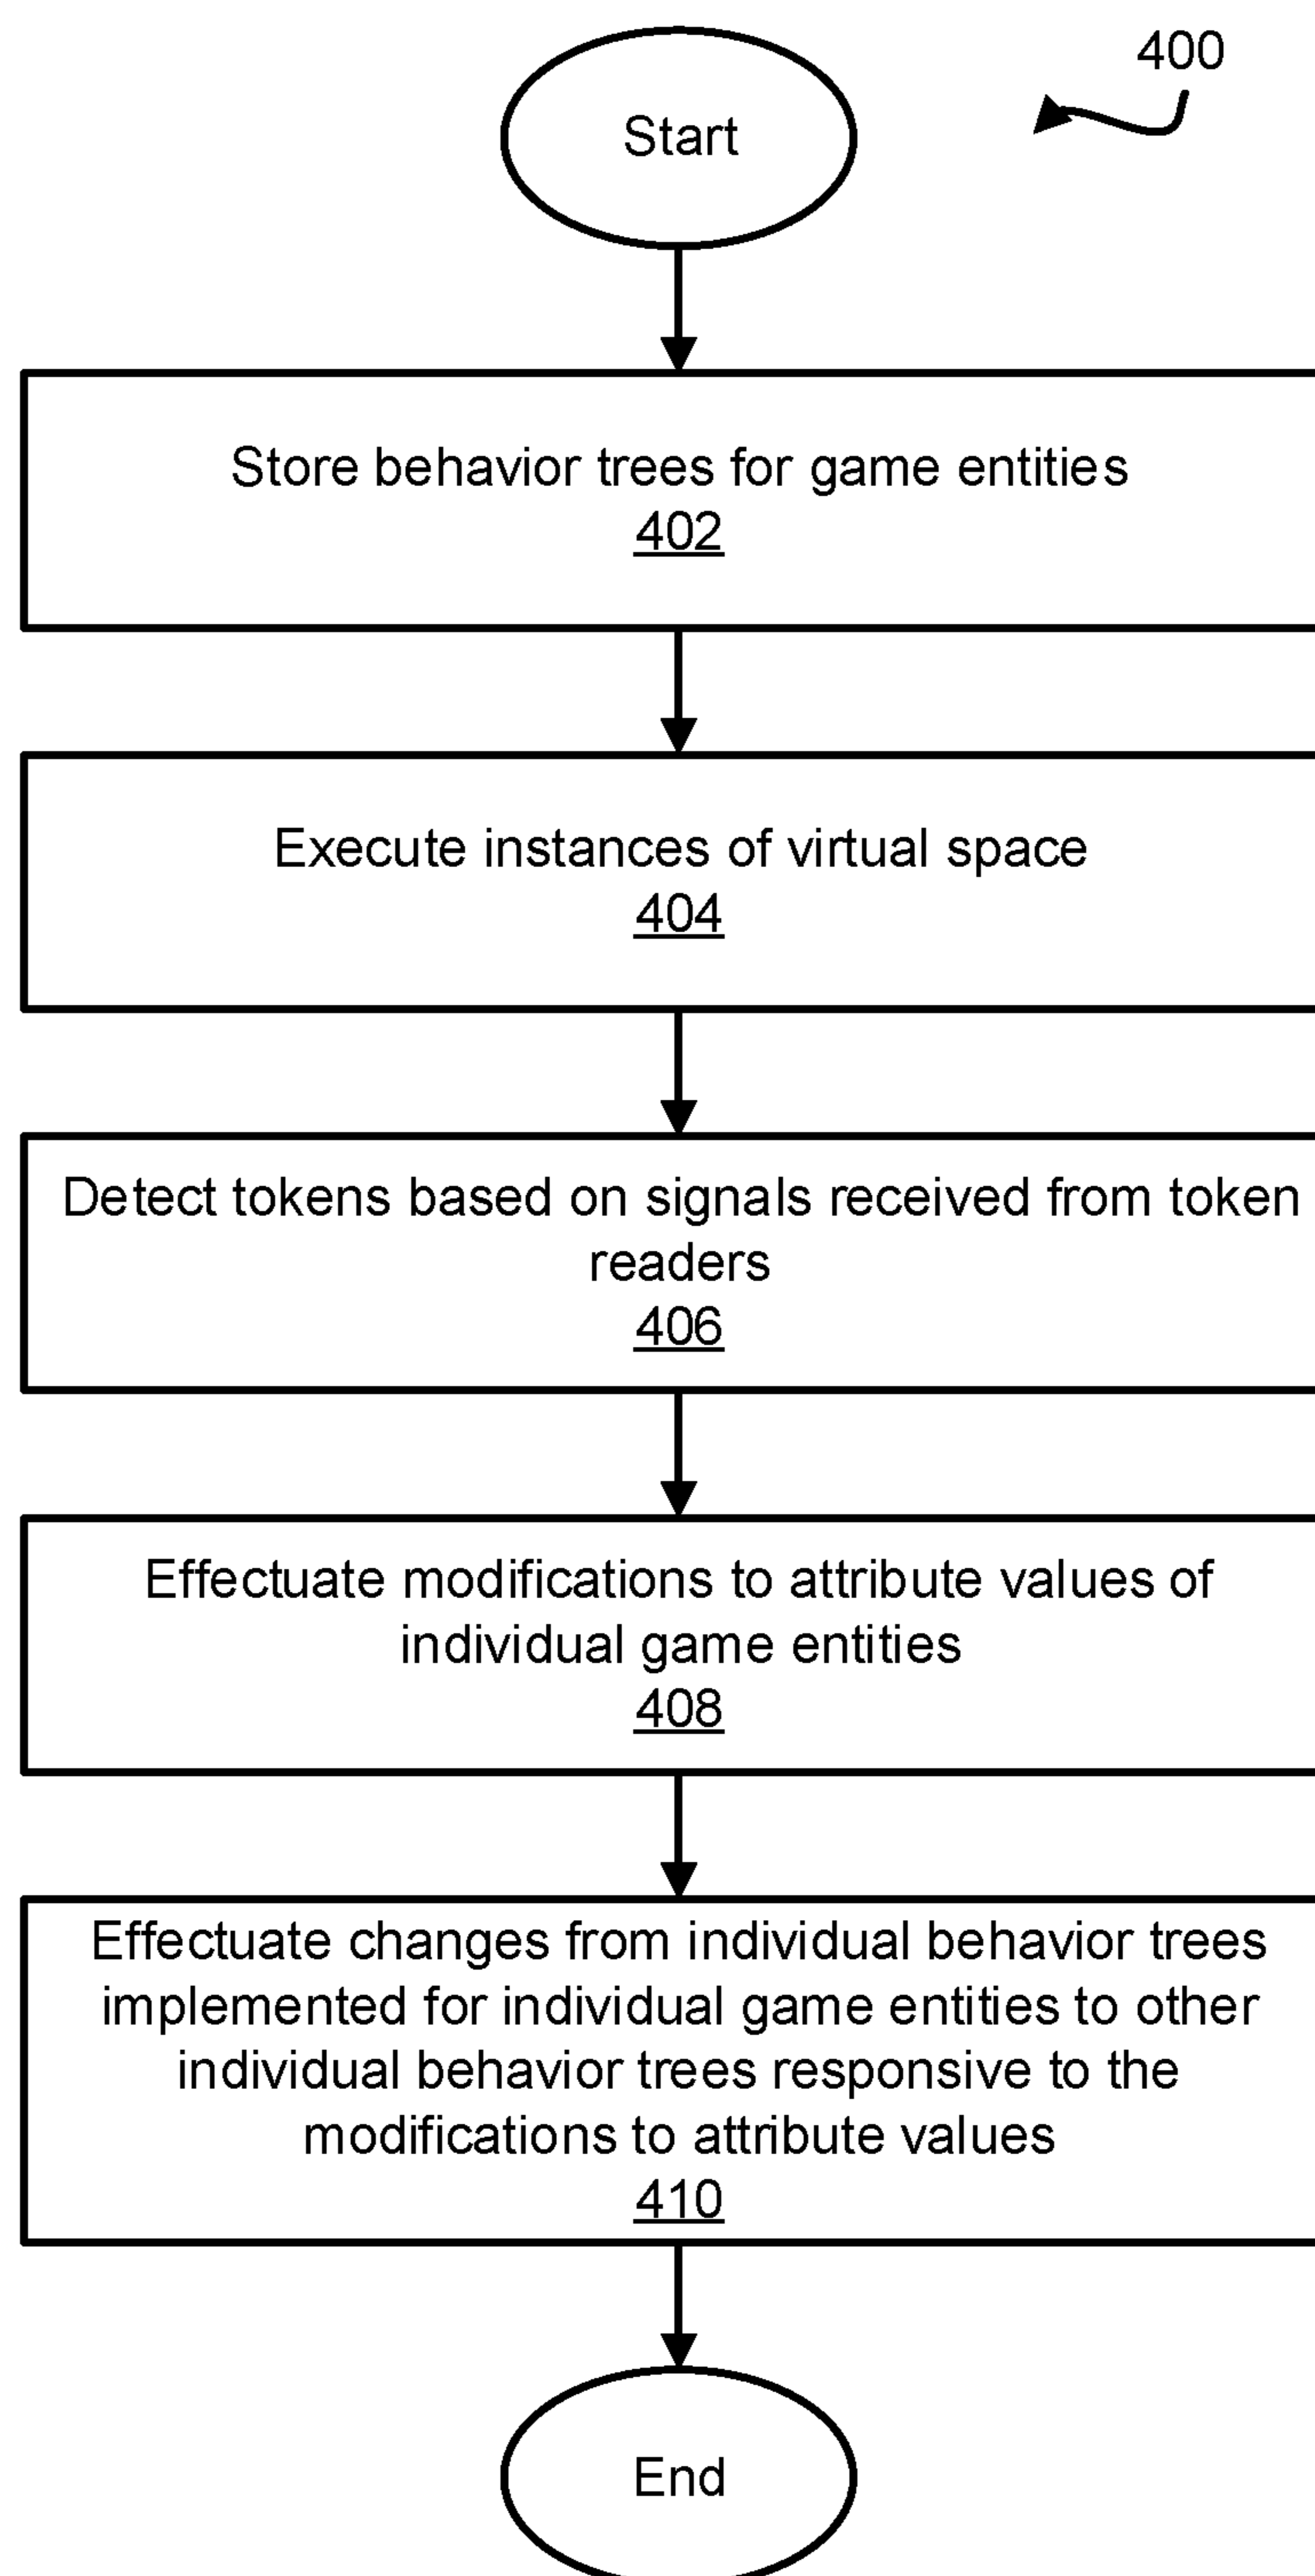 400
Start
Store behavior trees for game entities
402
Execute instances of virtual space
404
Detect tokens based on signals received from token
readers
406
Effectuate modifications to attribute values of
individual game entities
408
Effectuate changes from individual behavior trees
implemented for individual game entities to other
individual behavior trees responsive to the
modifications to attribute values
410
End